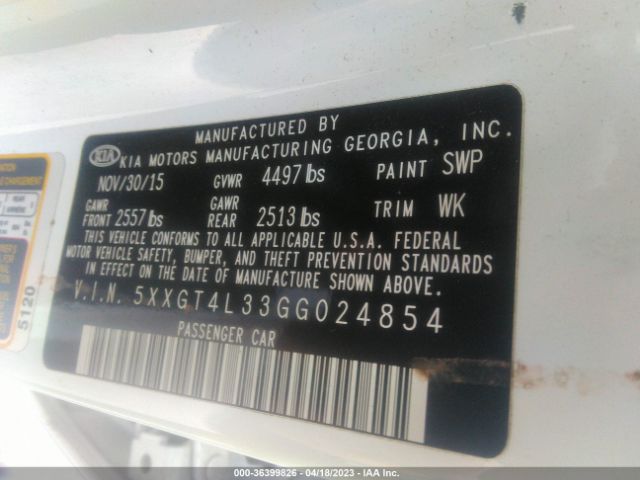 MANUFACTURED BY
KIA KIA MOTORS MANUFACTURING GEORGIA, INC.
NOV/30/15 GVWR 4497 lbs PAINT SWP
GAWR FRONT 2557 lbs GAWR REAR 2513 lbs TRIM WK
THIS VEHICLE CONFORMS TO ALL APPLICABLE U.S.A. FEDERAL
MOTOR VEHICLE SAFETY, BUMPER, AND THEFT PREVENTION STANDARDS
IN EFFECT ON THE DATE OF MANUFACTURE SHOWN ABOVE.
V.I.N. 5XXGT4L33GG024854
PASSENGER CAR
5120
000-36399826 - 04/18/2023 - IAA Inc.